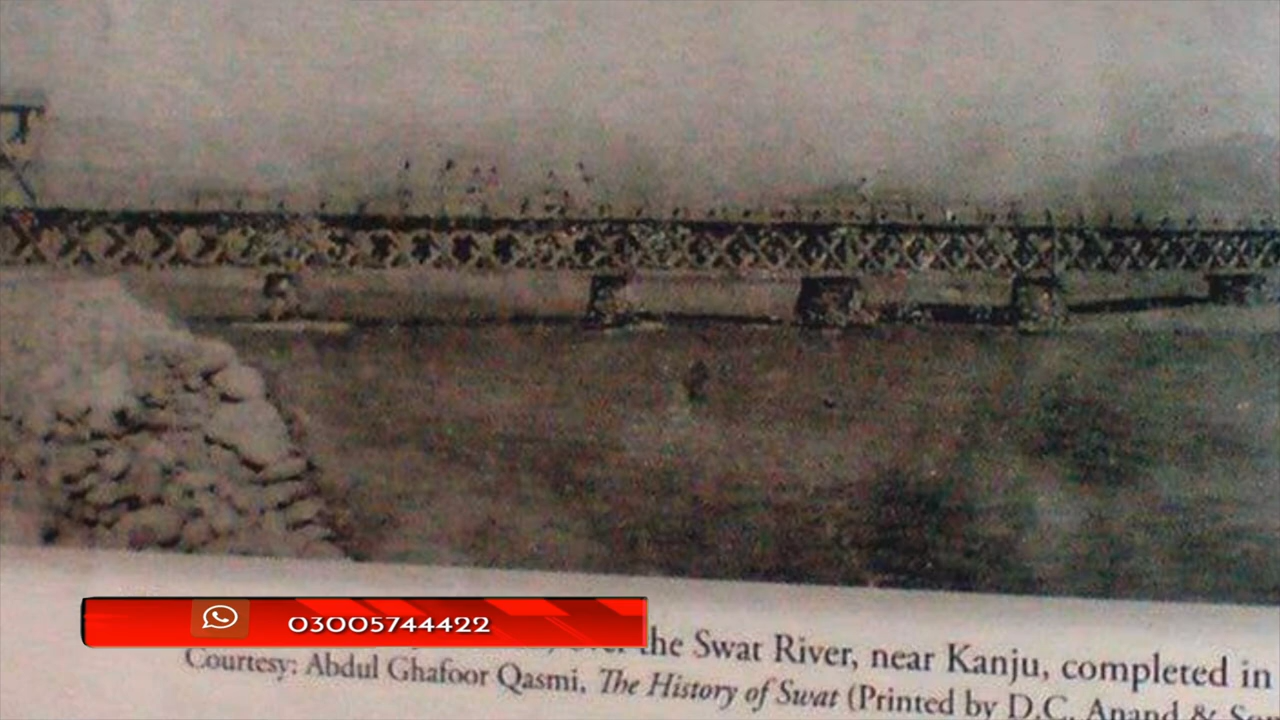 03005744422
the Swat River, near Kanju, completed in
Courtesy: Abdul Ghafoor Qasmi, The History of Swat (Printed by D.C. Anand &